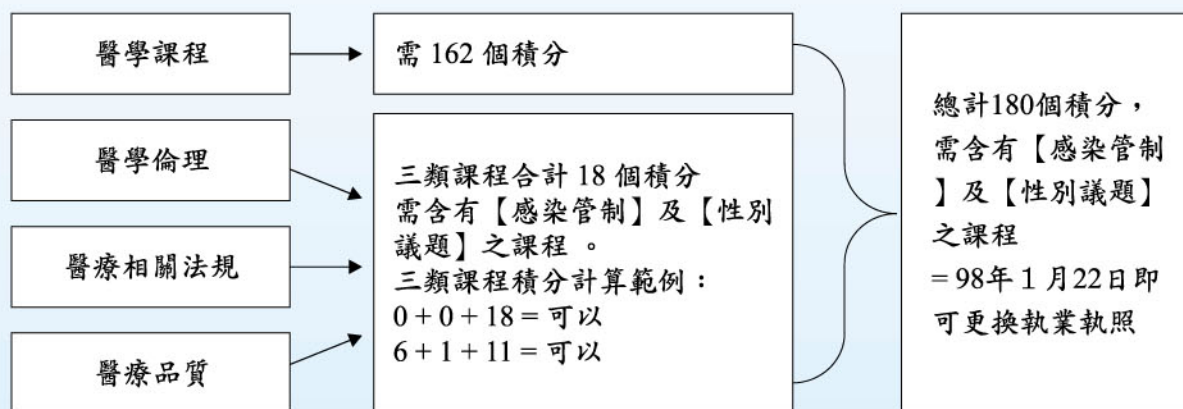 醫學課程
需 162 個積分
醫學倫理
醫療相關法規
醫療品質
三類課程合計 18 個積分
需含有【感染管制】及【性別
議題】之課程 。
三類課程積分計算範例：
0 + 0 + 18 = 可以
6 + 1 + 11 = 可以
總計180個積分，
需含有【感染管制
】及【性別議題】
之課程
= 98年 1 月22日即
可更換執業執照